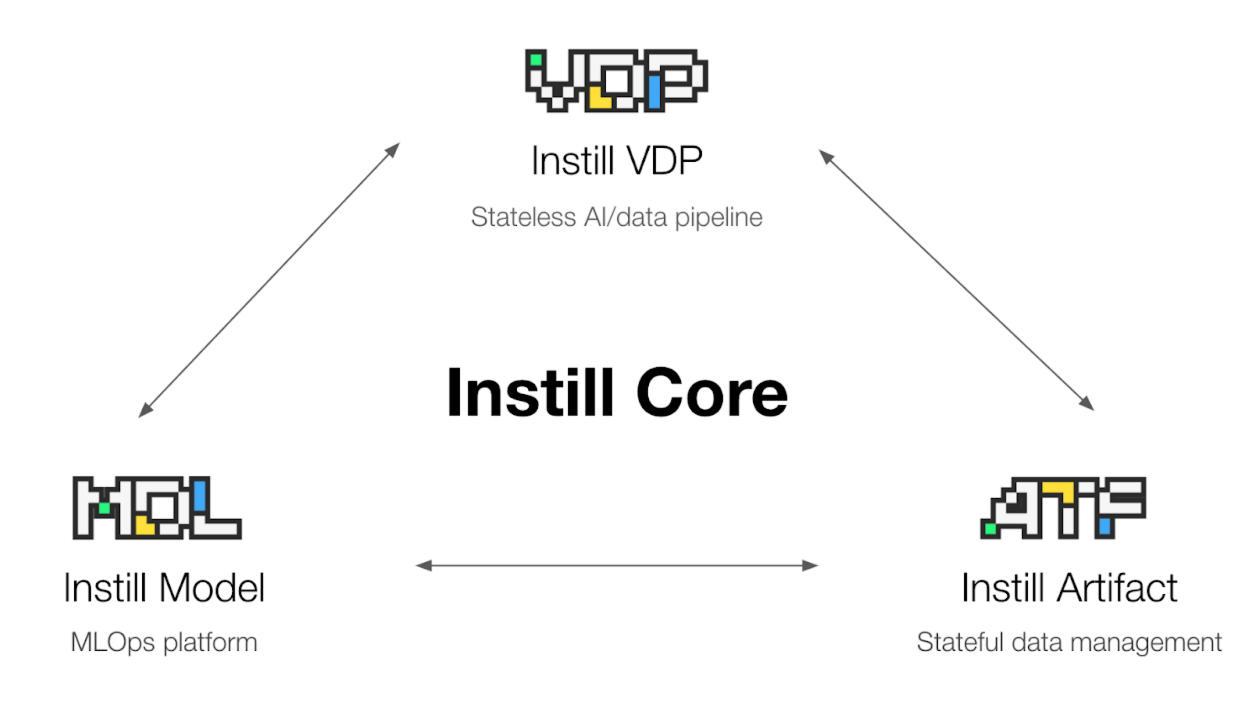 VDP
Instill VDP
Stateless AI/data pipeline
Instill Core
MDL
Instill Model
MLOps platform
ATF
Instill Artifact
Stateful data management